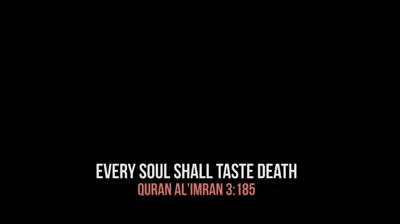 EVERY SOUL SHALL TASTE DEATH
QURAN AL'IMRAN 3:185